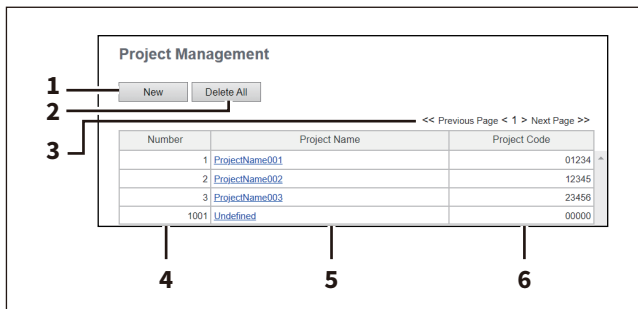 Project Management
1
New
Delete All
2
3
<< Previous Page < 1 > Next Page >>
Number Project Name Project Code
1 ProjectName001 01234
2 ProjectName002 12345
3 ProjectName003 23456
1001 Undefined 00000
4 5 6